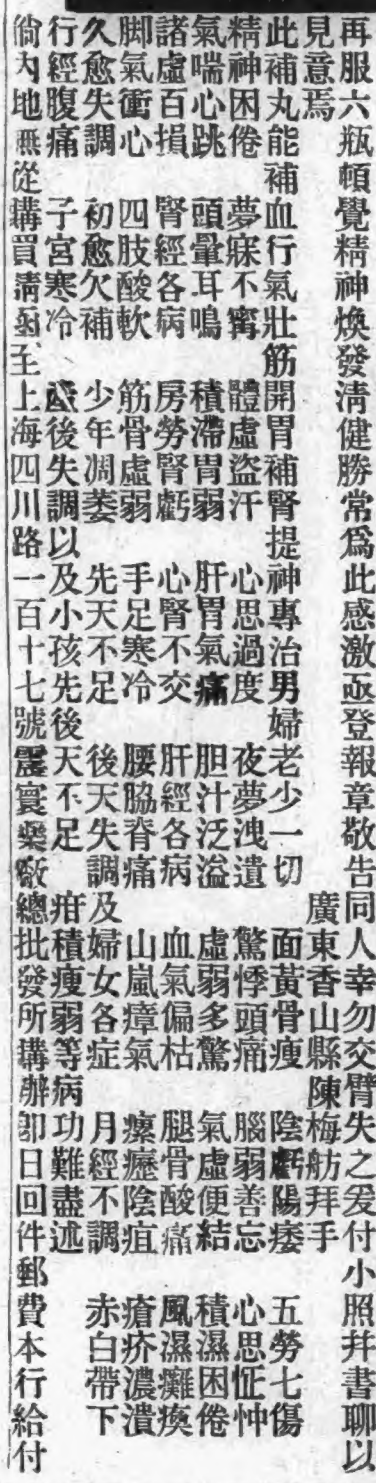 再服六瓶頓覺精神煥發淸健勝常爲此感激亟登報章敬告同人幸勿交臂失之爰付小照幷書聊以
見意焉 廣東香山縣陳梅舫拜手
此補丸能補血行氣壯筋開胃補腎提神專治男婦老少一切 面黃骨瘦 陰虧陽痿 五勞七傷
精神困倦 夢寐不甯 體虛盜汗 心思過度 夜夢洩遺 驚悸頭痛 腦弱善忘 心思怔忡
氣喘心跳 頭暈耳鳴 積滯胃弱 肝胃氣痛 胆汁泛溢 虛弱多驚 氣虛便結 積濕困倦
諸虛百損 腎經各病 房勞腎虧 心腎不交 肝經各病 血氣偏枯 腿骨酸痛 風濕癱瘓
脚氣衝心 四肢酸軟 筋骨虛弱 手足寒冷 腰脇脊痛 山嵐瘴氣 瘰癧陰疽 瘡疥濃潰
久愈失調 初愈欠補 少年凋萎 先天不足 後天失調 及婦女各症 月經不調 赤白帶下
行經腹痛 子宮寒冷 後失調以及小孩先後天不足 疳積瘦弱等病功難盡述
倘內地無從購買請函至上海四川路一百十七號震寰藥廠總批發所購辦卽日回件郵費本行給付